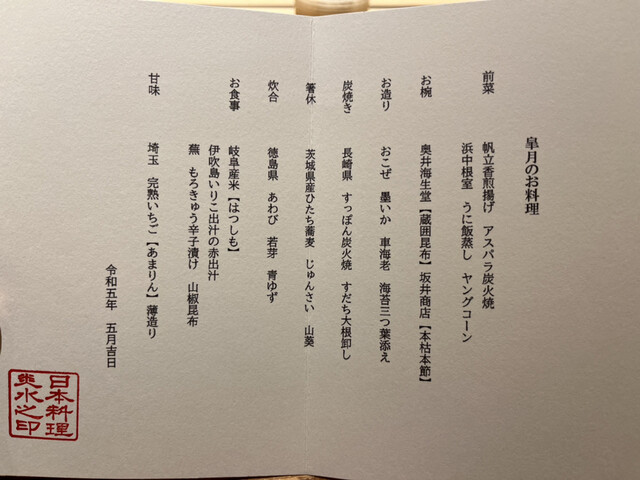 皐月のお料理
前菜 帆立香煎揚げ アスパラ炭火焼
浜中根室 うに飯蒸し ヤングコーン
お椀 奥井海生堂【蔵囲昆布】坂井商店【本枯本節】
お造り おこぜ 墨いか 車海老 海苔三つ葉添え
炭焼き 長崎県 すっぽん炭火焼 すだち大根卸し
箸休 茨城県産ひたち蕎麦 じゅんさい 山葵
炊合 徳島県 あわび 若芽 青ゆず
お食事 岐阜産米【はつしも】
伊吹島いりこ出汁の赤出汁
蕪 もろきゅう辛子漬け 山椒昆布
甘味 埼玉 完熟いちご【あまりん】薄造り
令和五年 五月吉日
日本料理
水之印